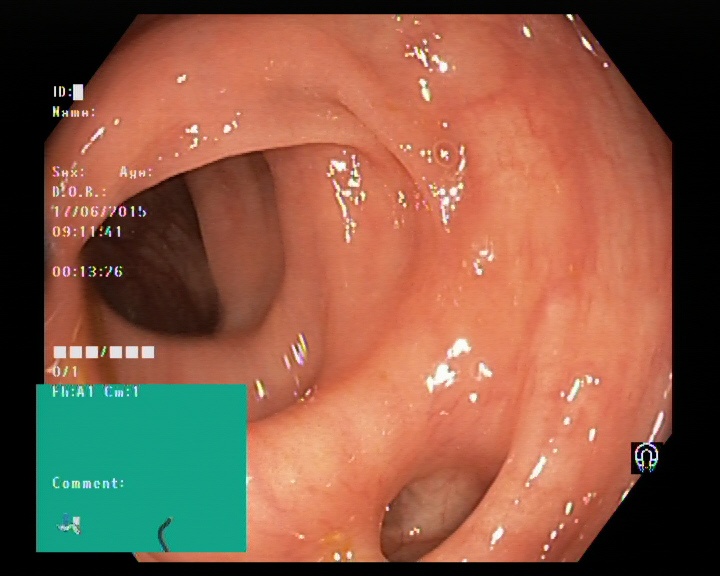 ID:
Name:
Sex: Age:
D.O.B.:
17/06/2015
09:11:41
00:13:26
/
0/1
Eh:A1 Cm:1
Comment: